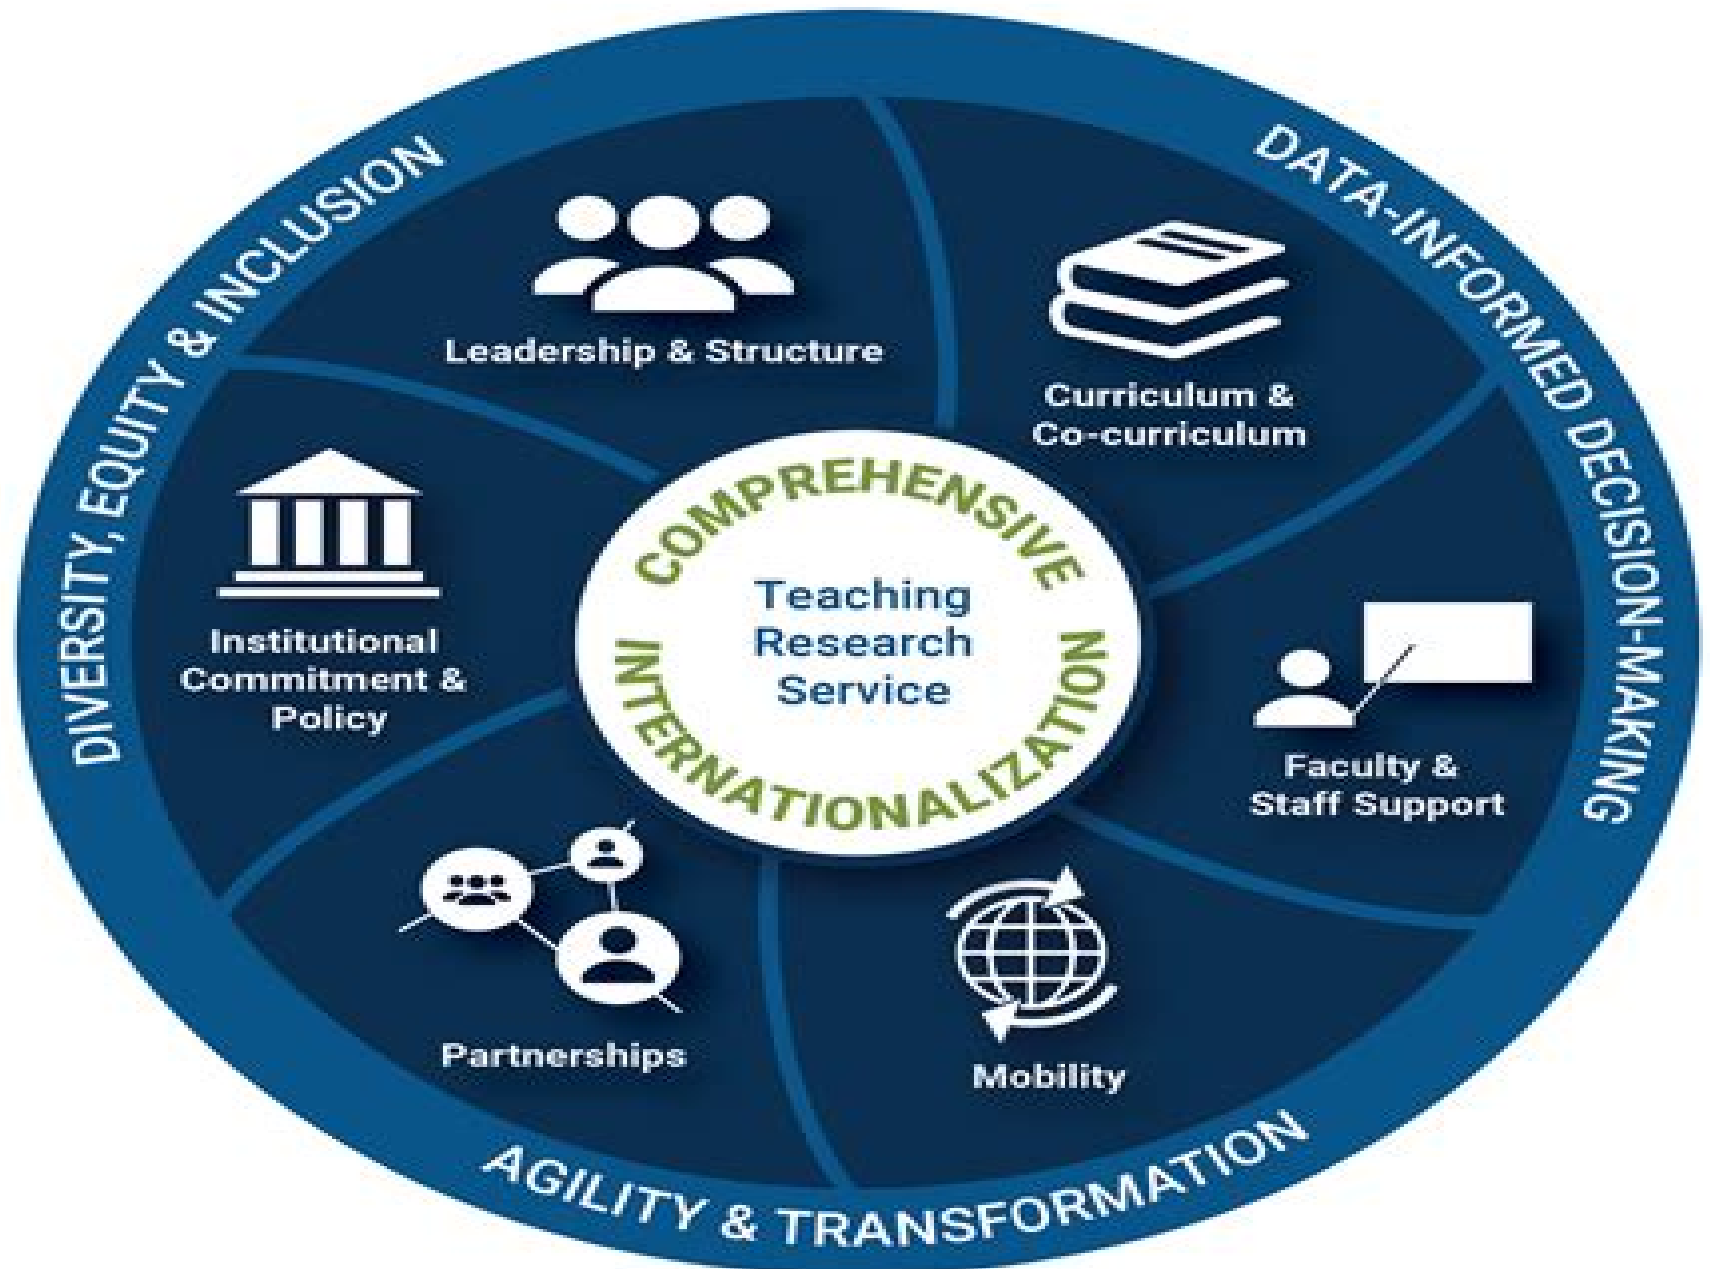 DIVERSITY, EQUITY & INCLUSION
DATA-INFORMED DECISION-MAKING
Leadership & Structure
Curriculum &
Co-curriculum
Institutional
Commitment &
Policy
COMPREHENSIVE
Teaching
Research
Service
INTERNATIONALIZATION
Faculty &
Staff Support
Partnerships
Mobility
AGILITY & TRANSFORMATION